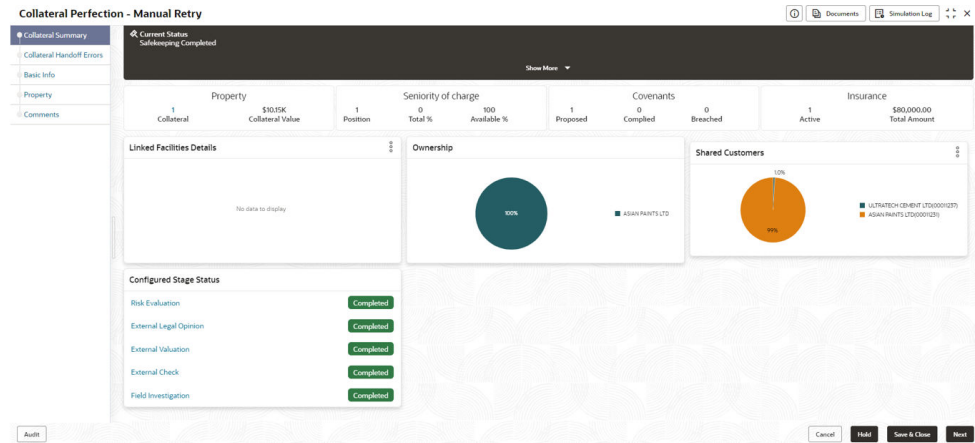 Collateral Perfection - Manual Retry
Documents
Simulation Log
Collateral Summary
Collateral Handoff Errors
Basic Info
Property
Comments
Current Status
Safekeeping Completed
Show More
Property
1
Collateral
$10.15K
Collateral Value
Seniority of charge
1
Position
0
Total %
100
Available %
Covenants
1
Proposed
0
Complied
0
Breached
Insurance
1
Active
$80,000.00
Total Amount
Linked Facilities Details
No data to display
Ownership
100%
ASIAN PAINTS LTD
Shared Customers
1.0%
99%
ULTRATECH CEMENT LTD(00011237)
ASIAN PAINTS LTD(00011231)
Configured Stage Status
Risk Evaluation Completed
External Legal Opinion Completed
External Valuation Completed
External Check Completed
Field Investigation Completed
Audit
Cancel
Hold
Save & Close
Next